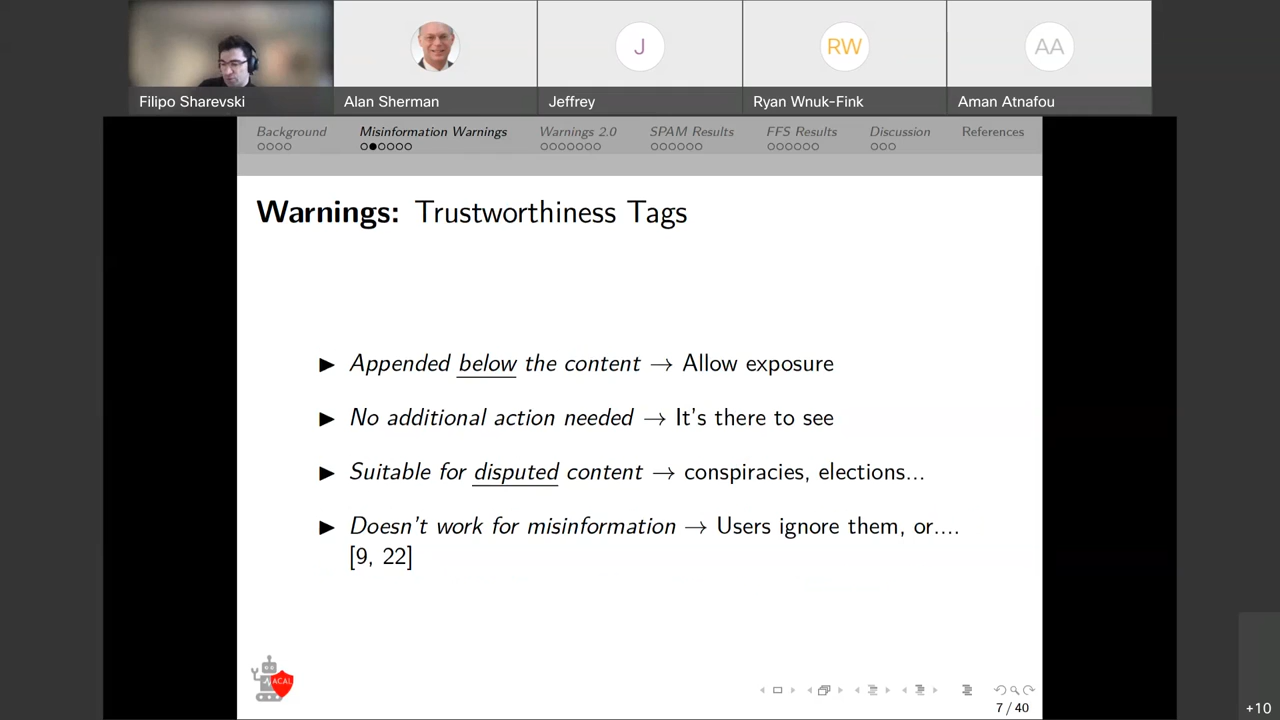 J
RW
AA
Filipo Sharevski
Alan Sherman
Jeffrey
Ryan Wnuk-Fink
Aman Atnafou
Background
Misinformation Warnings
Warnings 2.0
SPAM Results
FFS Results
Discussion
References
Warnings: Trustworthiness Tags
Appended below the content → Allow exposure
No additional action needed → It's there to see
Suitable for disputed content → conspiracies, elections...
Doesn't work for misinformation → Users ignore them, or....
[9, 22]
ACAL
7 / 40
+10